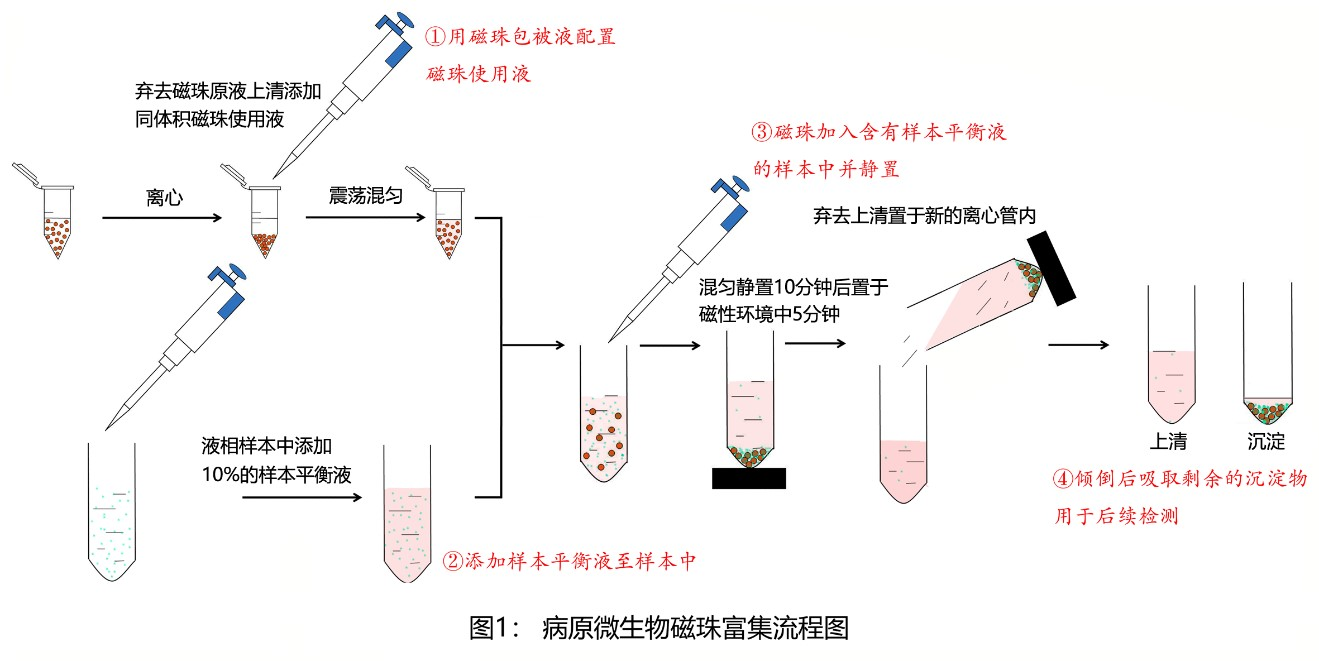 ①用磁珠包被液配置
磁珠使用液
弃去磁珠原液上清添加
同体积磁珠使用液
离心
震荡混匀
③磁珠加入含有样本平衡液
的样本中并静置
弃去上清置于新的离心管内
混匀静置10分钟后置于
磁性环境中5分钟
液相样本中添加
10%的样本平衡液
②添加样本平衡液至样本中
上清
沉淀
④倾倒后吸取剩余的沉淀物
用于后续检测
图1： 病原微生物磁珠富集流程图